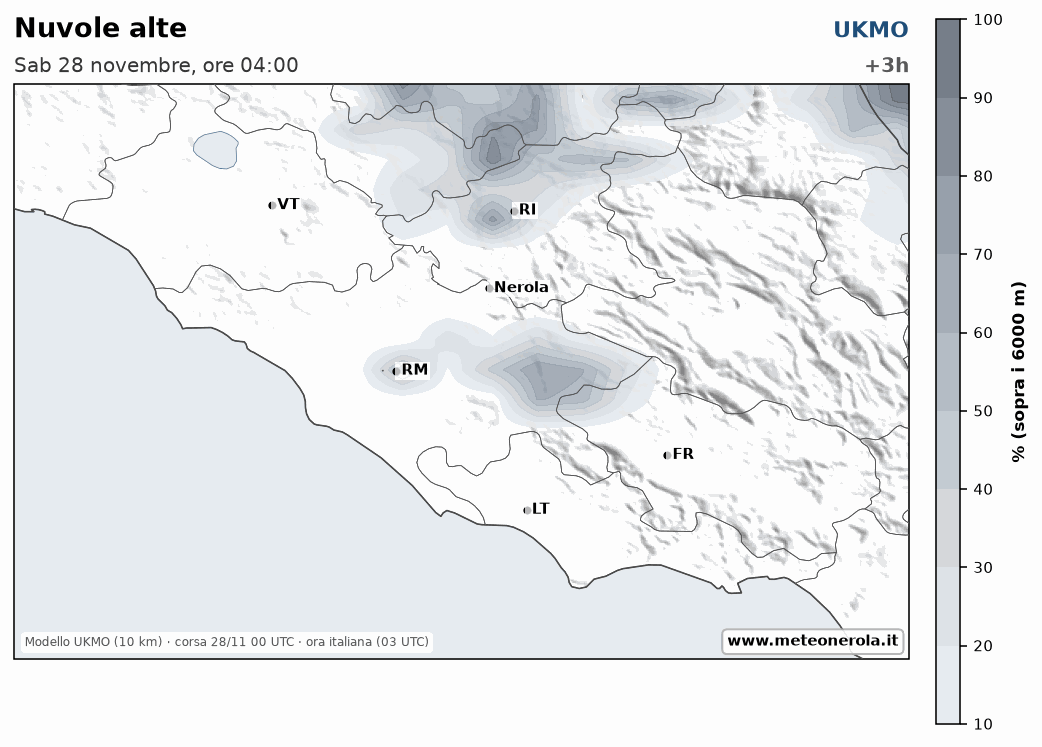 Nuvole alte
UKMO
Sab 28 novembre, ore 04:00
+3h
100
90
80
70
60
50
40
30
20
10
% (sopra i 6000 m)
VT
RI
Nerola
RM
FR
LT
Modello UKMO (10 km) · corsa 28/11 00 UTC · ora italiana (03 UTC)
www.meteonerola.it